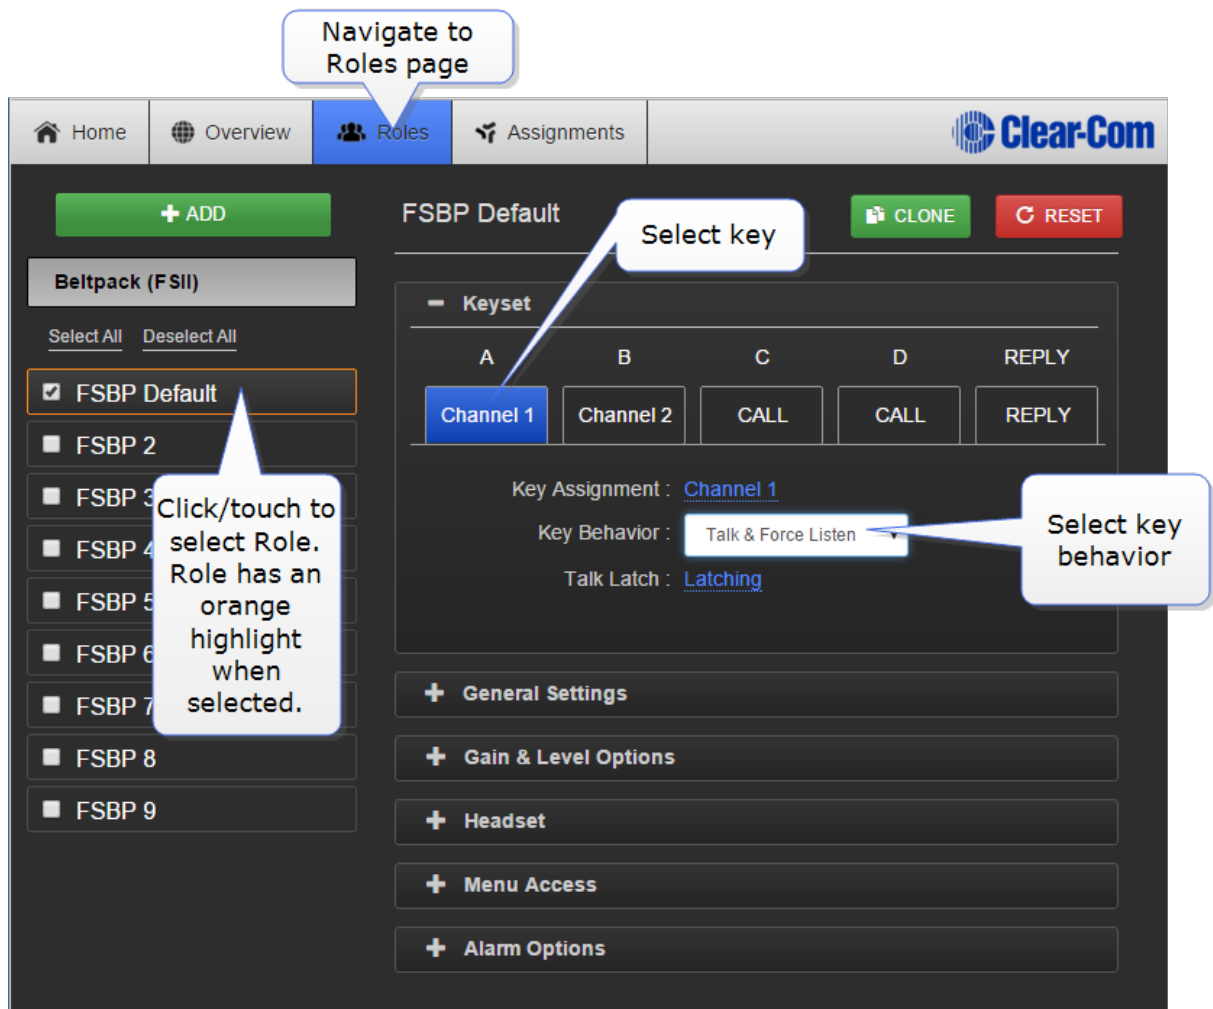 Navigate to
Roles page
Home
Overview
Roles
Assignments
Clear-Com
ADD
FSBP Default
CLONE
RESET
Select key
Beltpack (FSII)
Select All
Deselect All
FSBP Default
FSBP 2
FSBP 3
FSBP 4
FSBP 5
FSBP 6
FSBP 7
FSBP 8
FSBP 9
Click/touch to
select Role.
Role has an
orange
highlight
when
selected.
Keyset
A
B
C
D
REPLY
Channel 1
Channel 2
CALL
CALL
REPLY
Key Assignment : Channel 1
Key Behavior : Talk & Force Listen
Talk Latch : Latching
Select key
behavior
General Settings
Gain & Level Options
Headset
Menu Access
Alarm Options